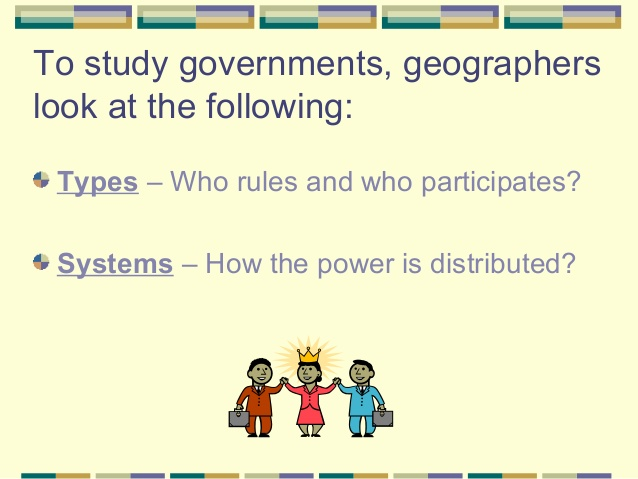 To study governments, geographers
look at the following:
Types – Who rules and who participates?
Systems – How the power is distributed?